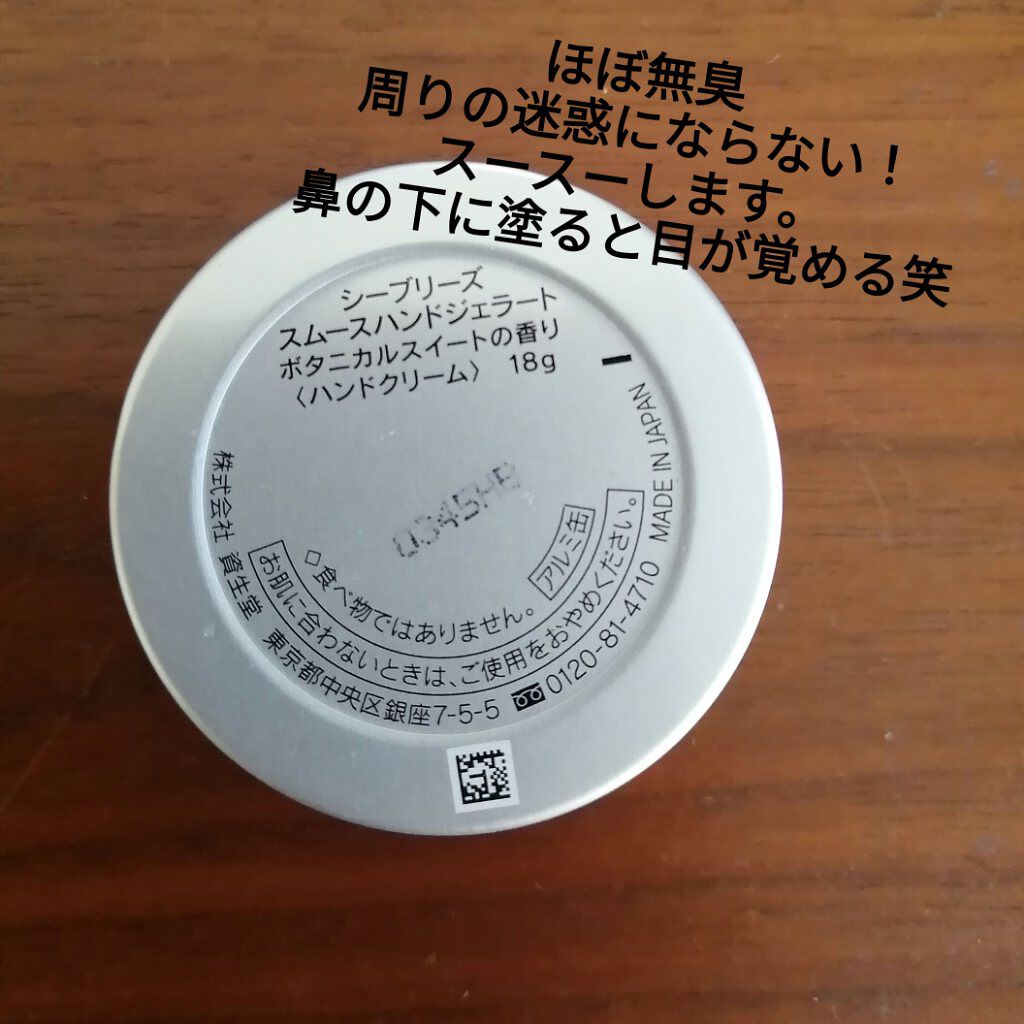 ほぼ無臭
周りの迷惑にならない！
スースーします。
鼻の下に塗ると目が覚める笑
シーブリーズ
スムースハンドジェラート
ボタニカルスイートの香り
〈ハンドクリーム〉 18g
0345HB
◇食べ物ではありません。 アルミ缶
お肌に合わないときは、ご使用をおやめください。
株式会社 資生堂 東京都中央区銀座7-5-5 0120-81-4710 MADE IN JAPAN